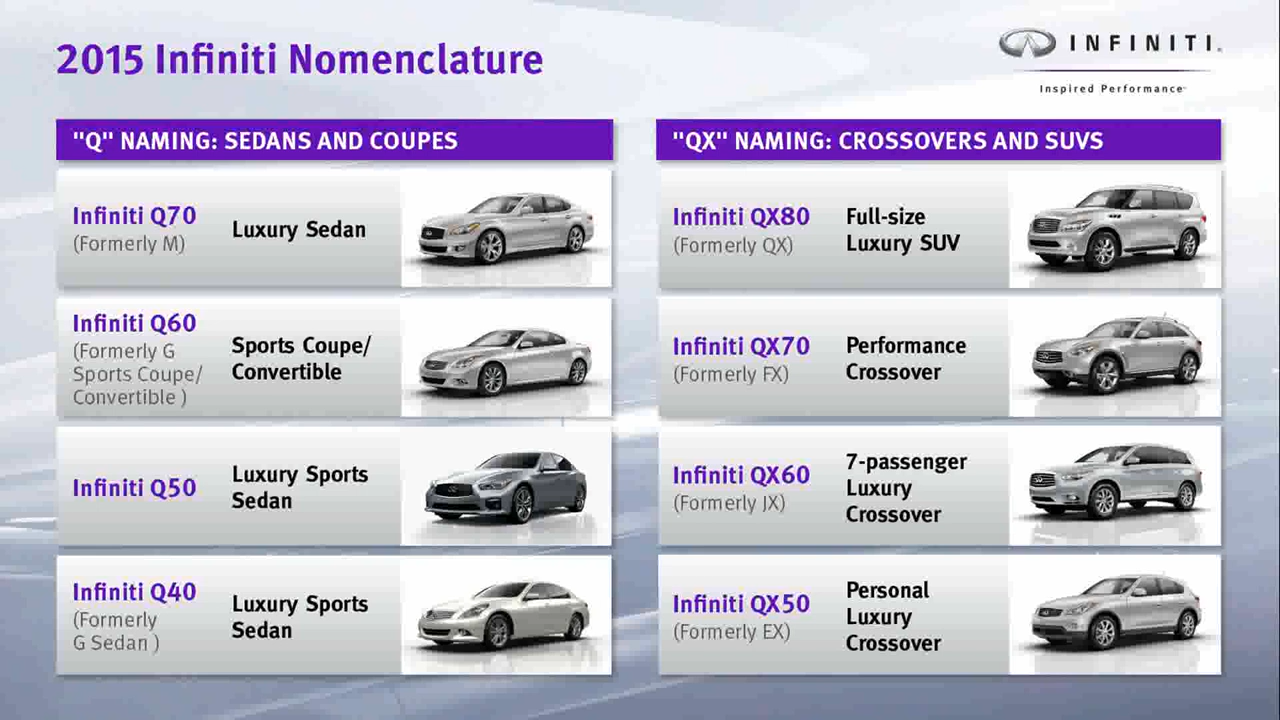 2015 Infiniti Nomenclature
INFINITI
Inspired Performance
"Q" NAMING: SEDANS AND COUPES
Infiniti Q70
(Formerly M)
Luxury Sedan
Infiniti Q60
(Formerly G
Sports Coupe/
Convertible )
Sports Coupe/
Convertible
Infiniti Q50
Luxury Sports
Sedan
Infiniti Q40
(Formerly
G Sedan )
Luxury Sports
Sedan
"QX" NAMING: CROSSOVERS AND SUVS
Infiniti QX80
(Formerly QX)
Full-size
Luxury SUV
Infiniti QX70
(Formerly FX)
Performance
Crossover
Infiniti QX60
(Formerly JX)
7-passenger
Luxury
Crossover
Infiniti QX50
(Formerly EX)
Personal
Luxury
Crossover